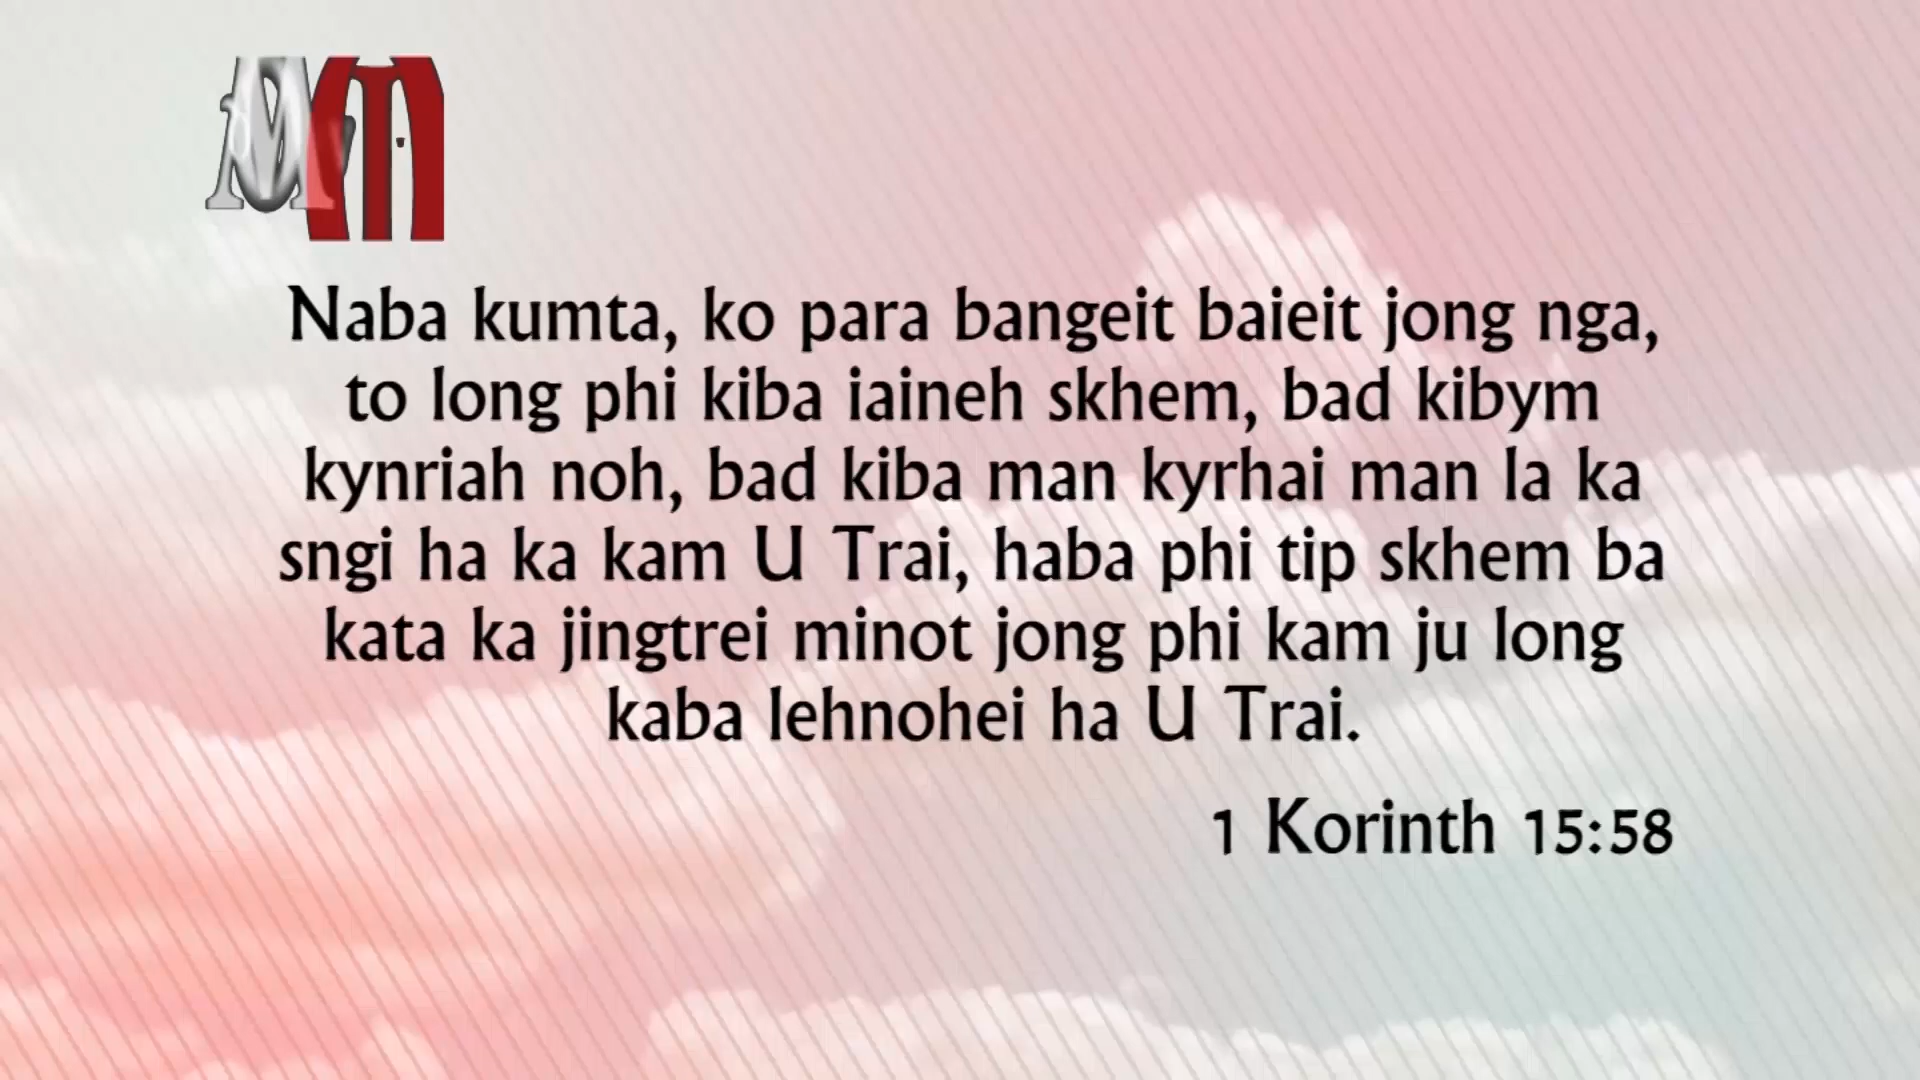 Naba kumta, ko para bangeit baieit jong nga,
to long phi kiba iaineh skhem, bad kibym
kynriah noh, bad kiba man kyrhai man la ka
sngi ha ka kam U Trai, haba phi tip skhem ba
kata ka jingtrei minot jong phi kam ju long
kaba lehnohei ha U Trai.
1 Korinth 15:58